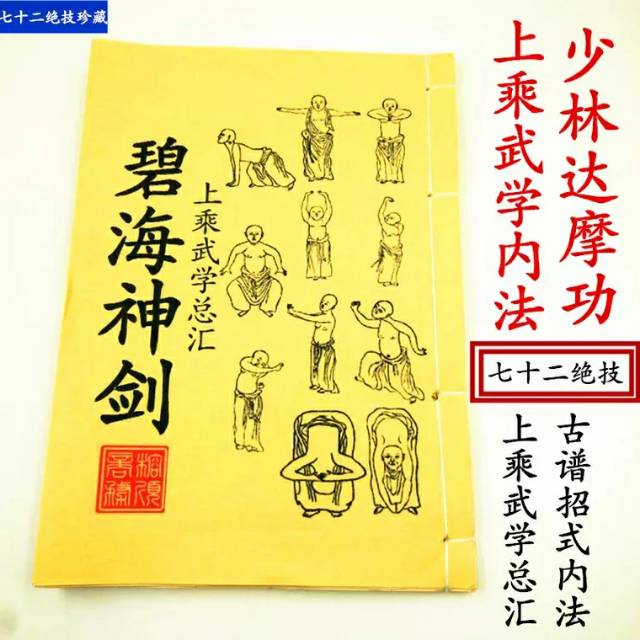 七十二绝技珍藏
少林达摩功
上乘武学内法
七十二绝技
古谱招式内法
上乘武学总汇
上乘武学总汇
碧海神剑